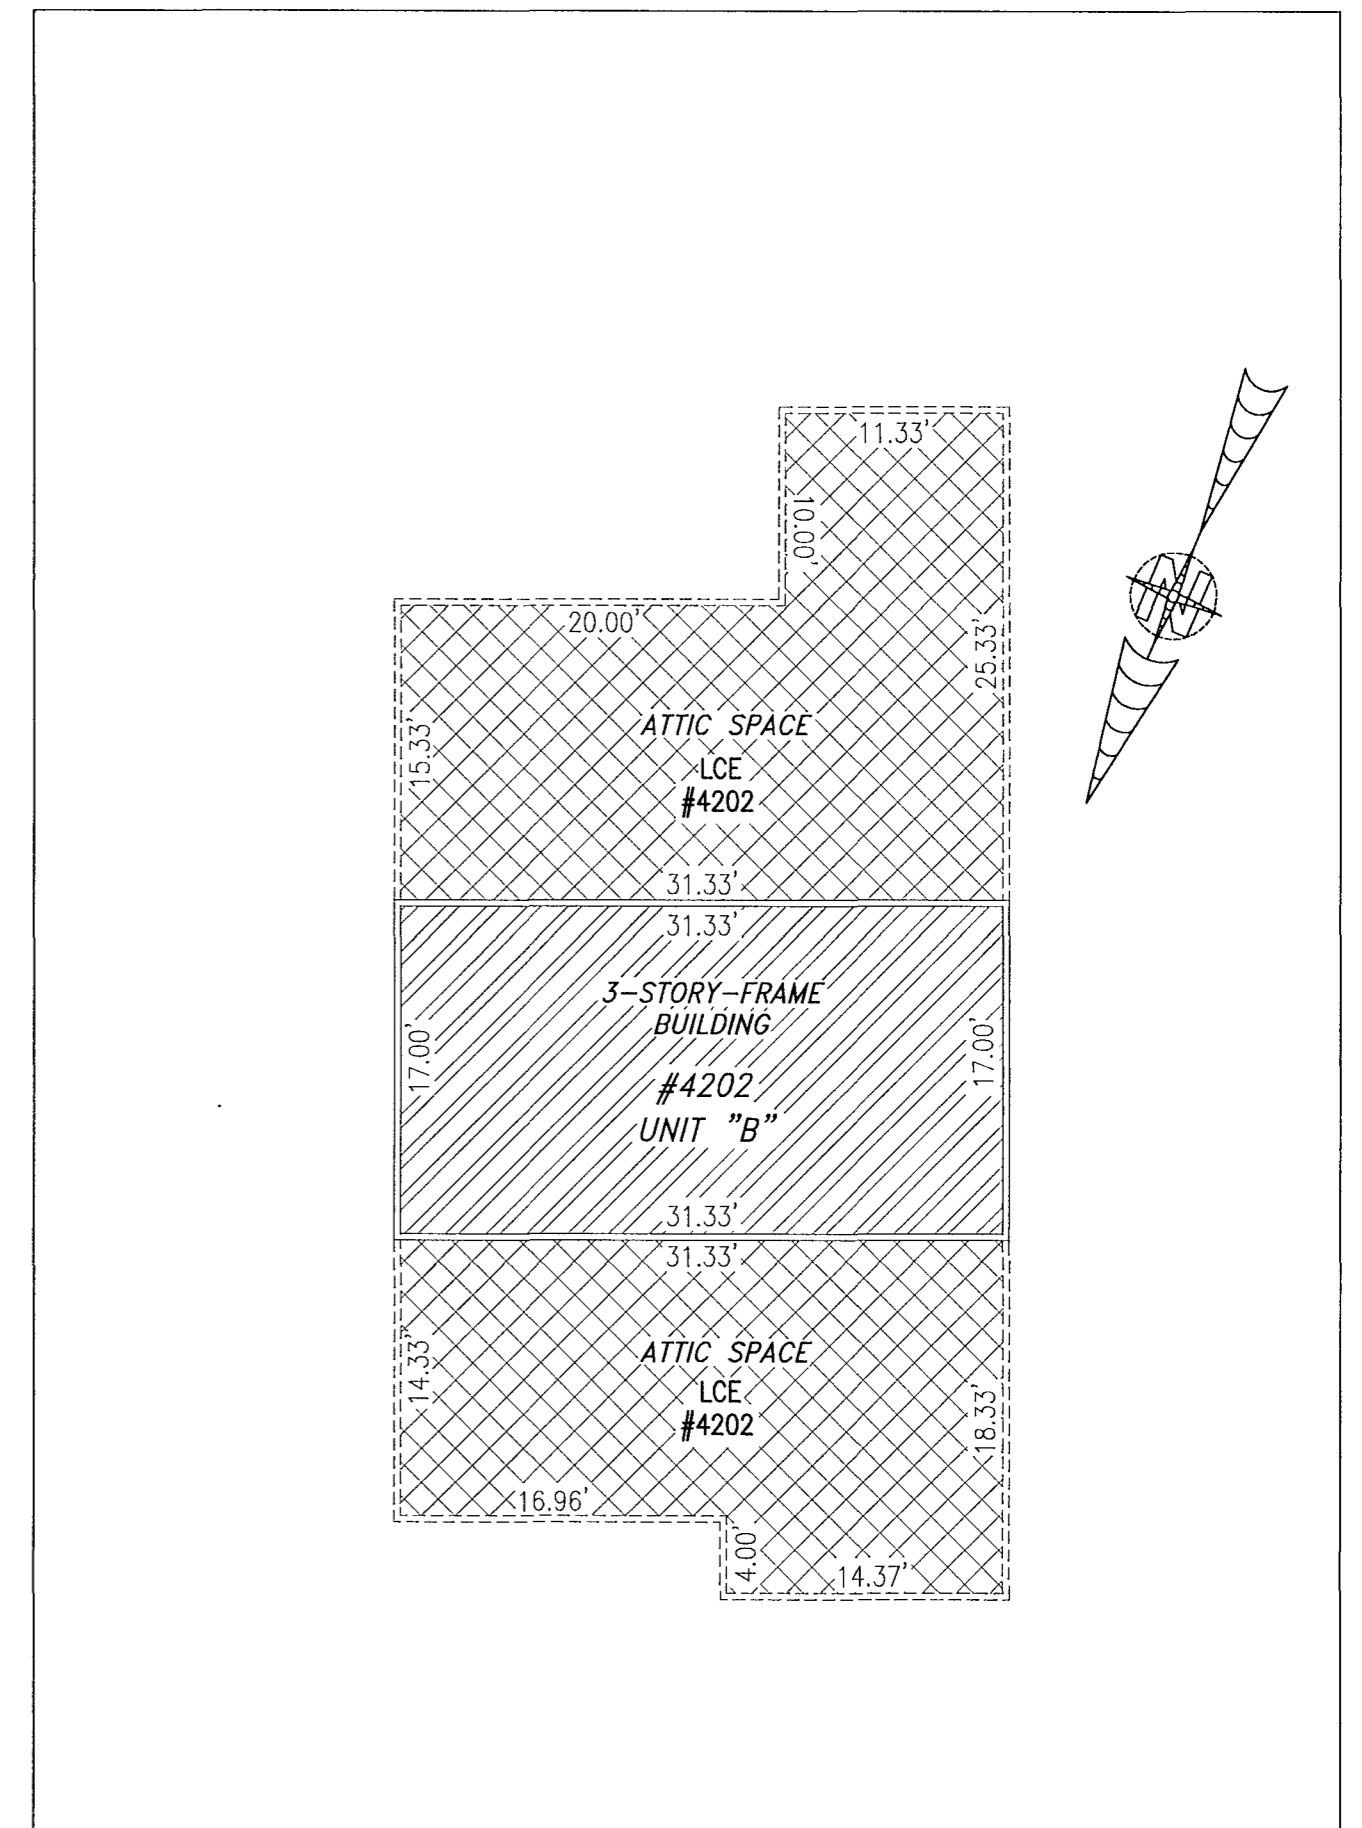 11.33'
10.00'
20.00'
25.33'
15.33'
ATTIC SPACE
LCE
#4202
31.33'
31.33'
3-STORY-FRAME
BUILDING
17.00'
17.00'
#4202
UNIT "B"
31.33'
31.33'
ATTIC SPACE
14.33"
LCE
#4202
18.33'
16.96'
4.00'
14.37'
N